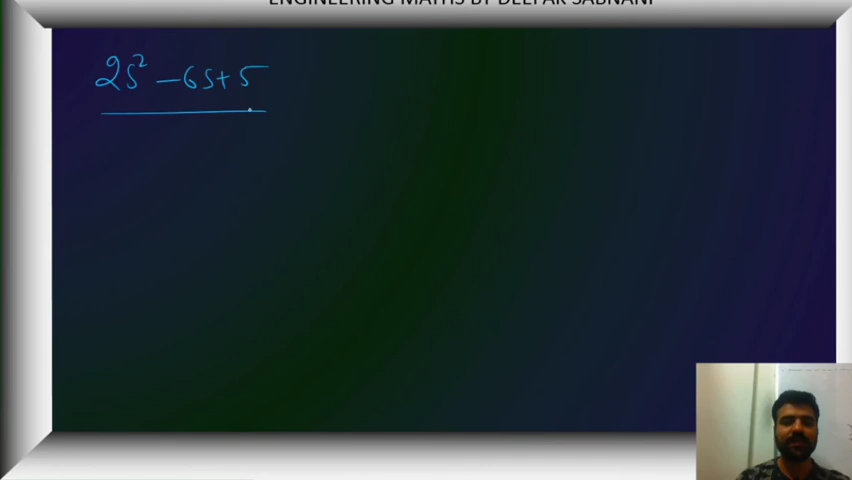 ENGINEERING MATHS BY DEEPAK SABNANI
2s² - 6s + 5